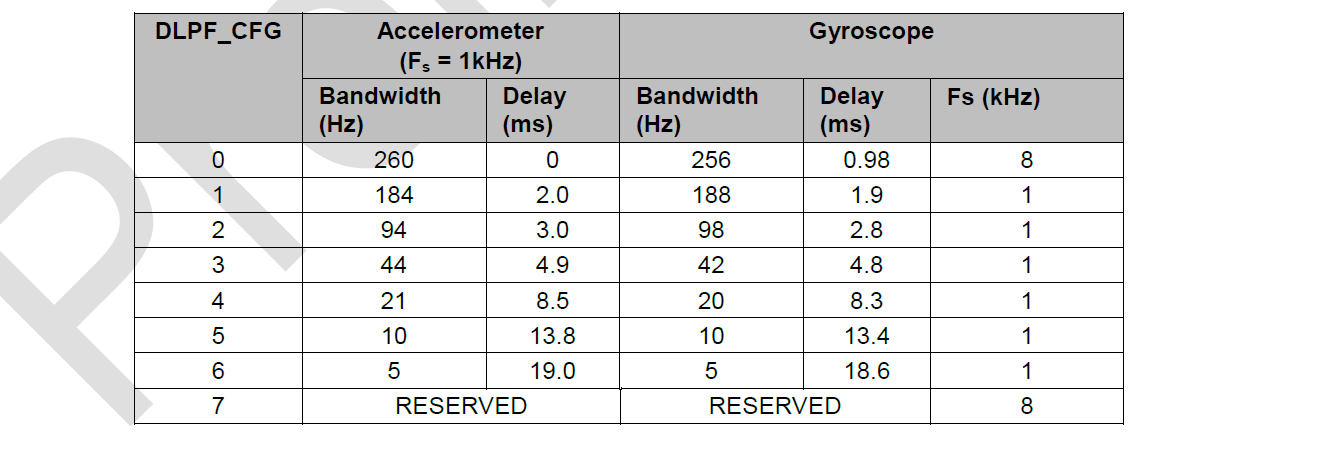 DLPF_CFG Accelerometer Gyroscope
(Fs = 1kHz)
Bandwidth Delay Bandwidth Delay Fs (kHz)
(Hz) (ms) (Hz) (ms)
0 260 0 256 0.98 8
1 184 2.0 188 1.9 1
2 94 3.0 98 2.8 1
3 44 4.9 42 4.8 1
4 21 8.5 20 8.3 1
5 10 13.8 10 13.4 1
6 5 19.0 5 18.6 1
7 RESERVED RESERVED 8